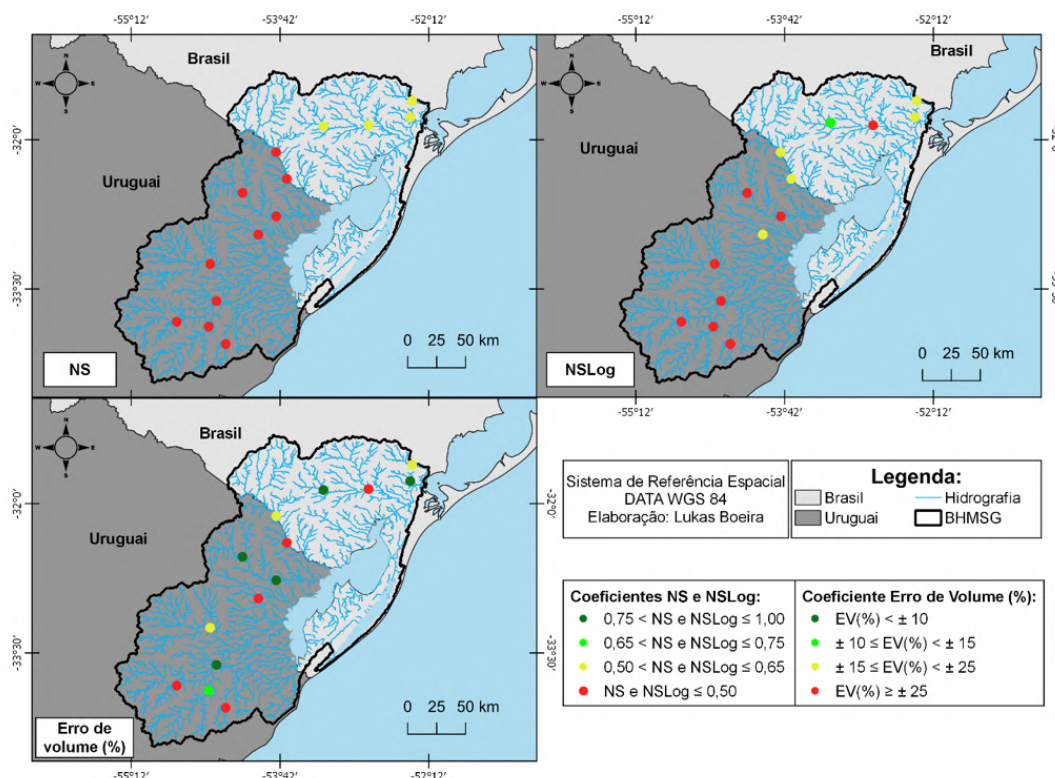 -55°12'
-53°42'
-52°12'
-55°12'
-53°42'
-52°12'
Brasil
Brasil
N
W
E
S
N
W
E
S
-32°0'
Uruguai
Uruguai
-33°30'
0 25 50 km
0 25 50 km
NS
NSLog
-55°12'
-53°42'
-52°12'
Brasil
N
W
E
S
-32°0'
Uruguai
-33°30'
0 25 50 km
Erro de
volume (%)
-55°12'
-53°42'
-52°12'
Sistema de Referência Espacial
DATA WGS 84
Elaboração: Lukas Boeira
Legenda:
Brasil
Hidrografia
Uruguai
BHMSG
Coeficientes NS e NSLog:
0,75 < NS e NSLog ≤ 1,00
0,65 < NS e NSLog ≤ 0,75
0,50 < NS e NSLog ≤ 0,65
NS e NSLog ≤ 0,50
Coeficiente Erro de Volume (%):
EV(%) < ± 10
± 10 ≤ EV(%) < ± 15
± 15 ≤ EV(%) < ± 25
EV(%) ≥ ± 25